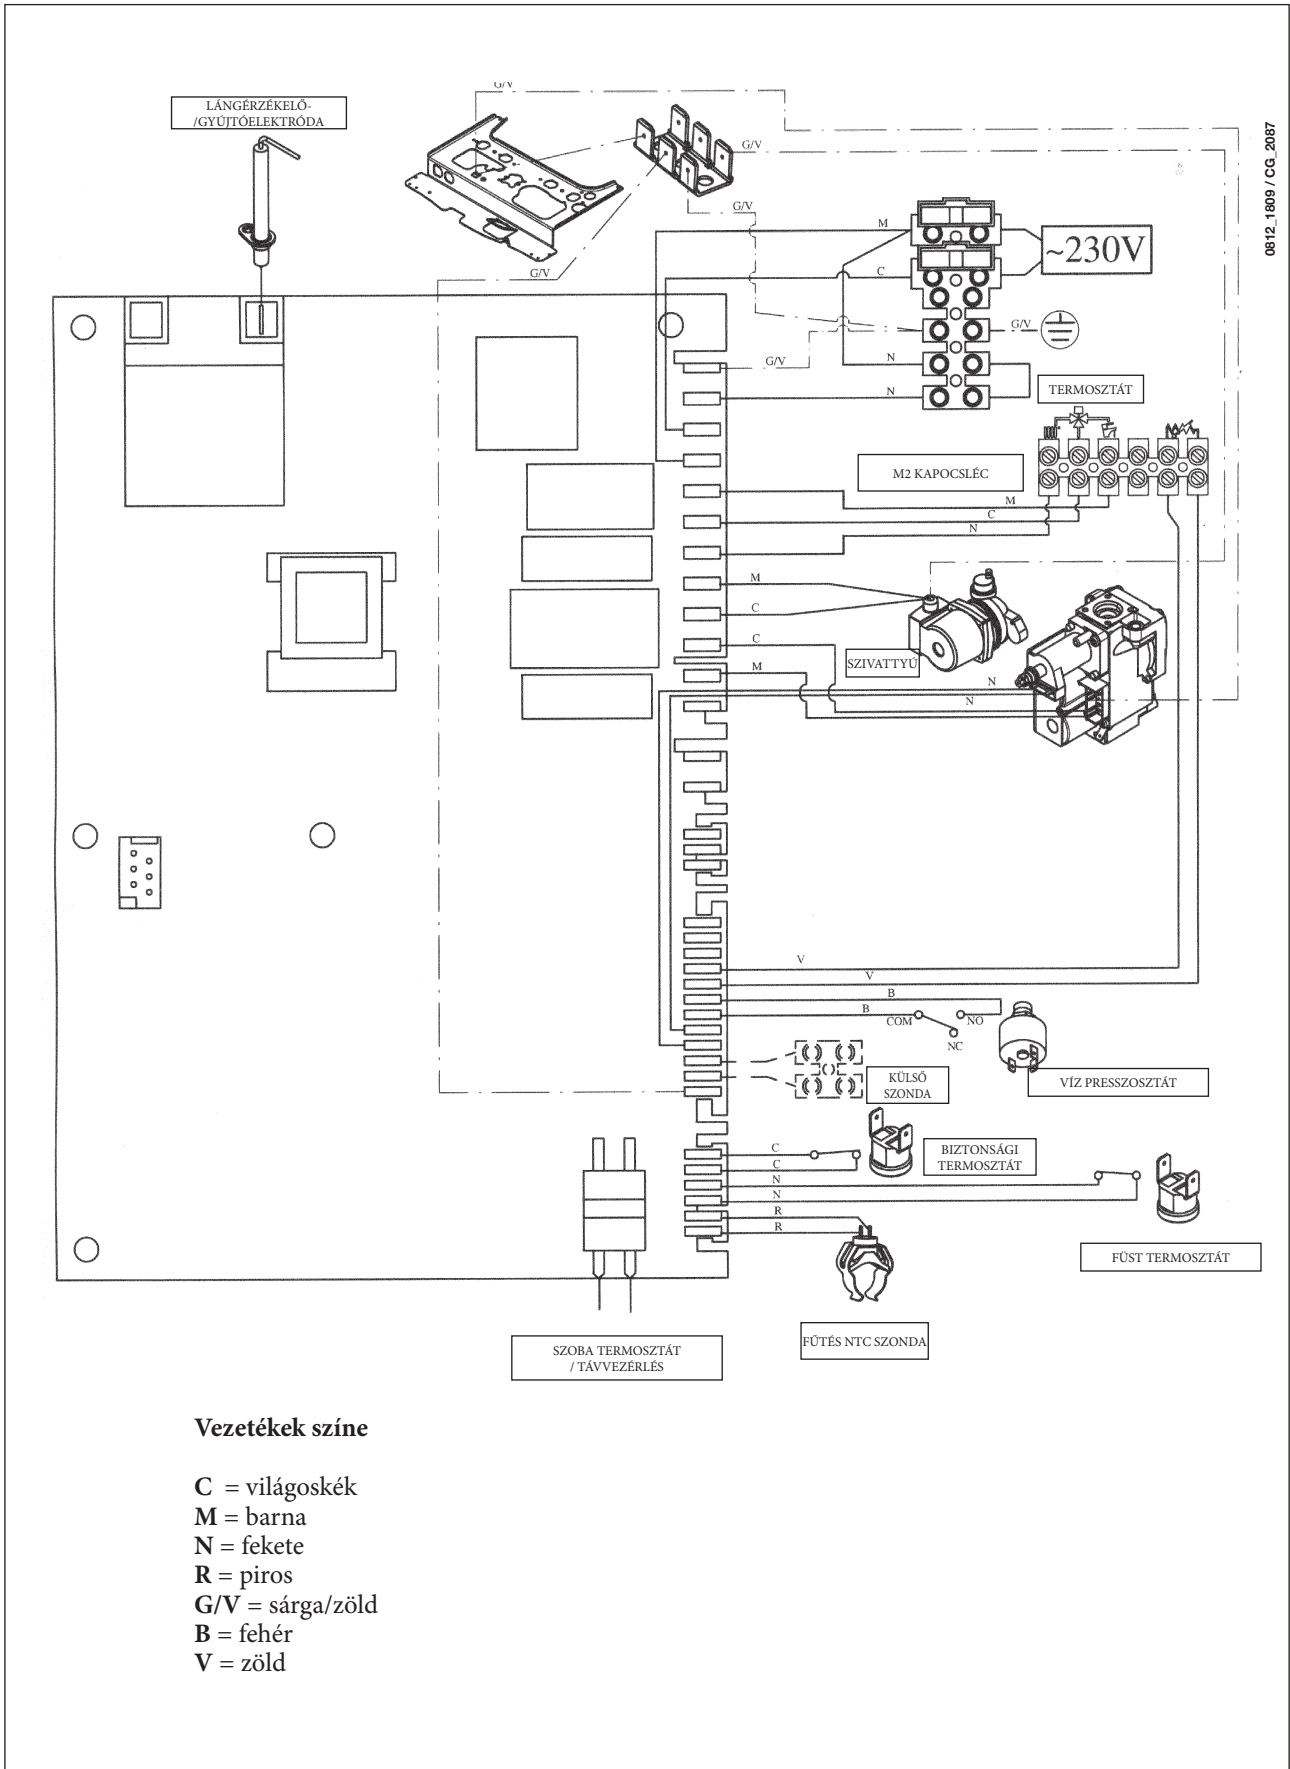 G/V
LÁNGÉRZÉKELŐ-
/GYÚJTÓELEKTRÓDA
0812_1809 / CG_2087
G/V
G/V
M
~230V
C
G/V
G/V
N
G/V
TERMOSZTÁT
N
M2 KAPOCSLÉC
M
C
N
M
C
C
SZIVATTYÚ
M
N
N
V
V
B
B
COM
NO
NC
KÜLSŐ
SZONDA
VÍZ PRESSZOSZTÁT
C
C
BIZTONSÁGI
TERMOSZTÁT
N
N
R
R
FÜST TERMOSZTÁT
FŰTÉS NTC SZONDA
SZOBA TERMOSZTÁT
/ TÁVVEZÉRLÉS
Vezetékek színe
C = világoskék
M = barna
N = fekete
R = piros
G/V = sárga/zöld
B = fehér
V = zöld